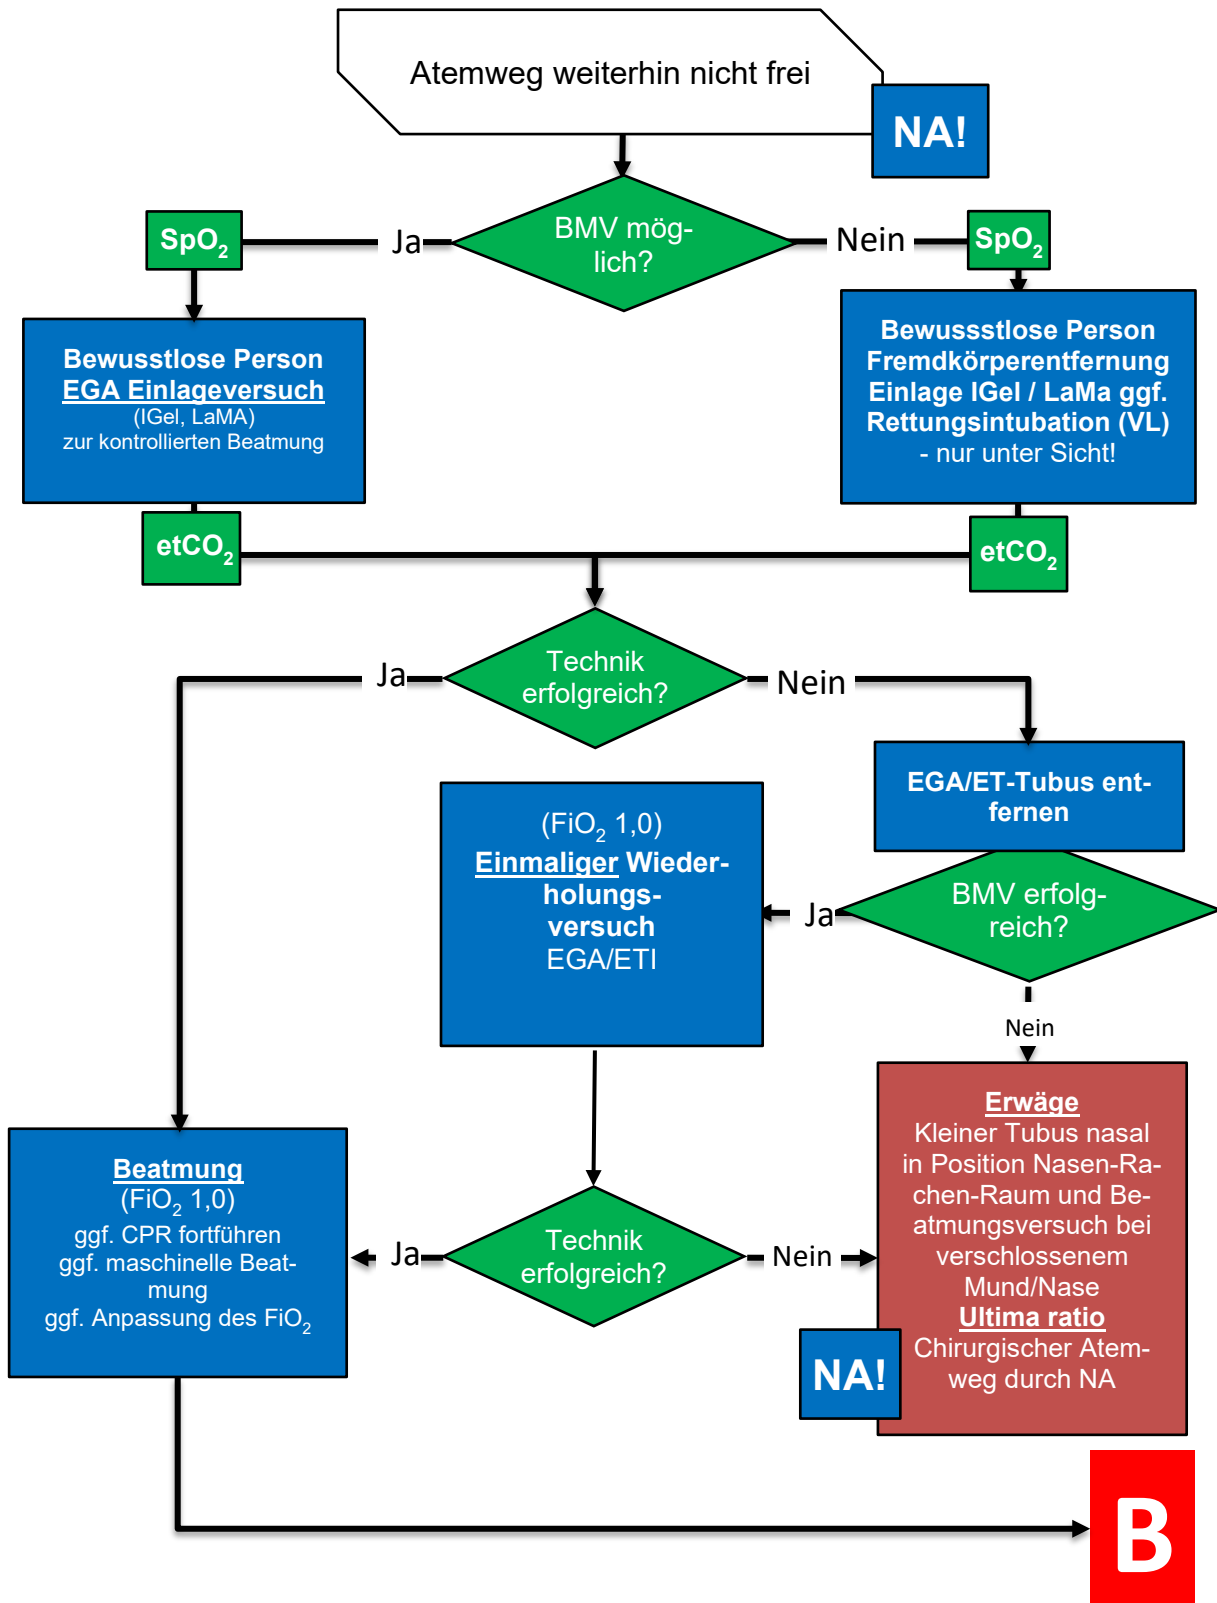 Atemweg weiterhin nicht frei
NA!
BMV mög-
lich?
Ja
Nein
SpO2
SpO2
Bewusstlose Person
EGA Einlageversuch
(IGel, LaMA)
zur kontrollierten Beatmung
Bewussstlose Person
Fremdkörperentfernung
Einlage IGel / LaMa ggf.
Rettungsintubation (VL)
- nur unter Sicht!
etCO2
etCO2
Technik
erfolgreich?
Ja
Nein
EGA/ET-Tubus ent-
fernen
BMV erfolg-
reich?
Ja
Nein
(FiO2 1,0)
Einmaliger Wieder-
holungs-
versuch
EGA/ETI
Erwäge
Kleiner Tubus nasal
in Position Nasen-Ra-
chen-Raum und Be-
atmungsversuch bei
verschlossenem
Mund/Nase
Ultima ratio
Chirurgischer Atem-
weg durch NA
NA!
Technik
erfolgreich?
Ja
Nein
Beatmung
(FiO2 1,0)
ggf. CPR fortführen
ggf. maschinelle Beat-
mung
ggf. Anpassung des FiO2
B